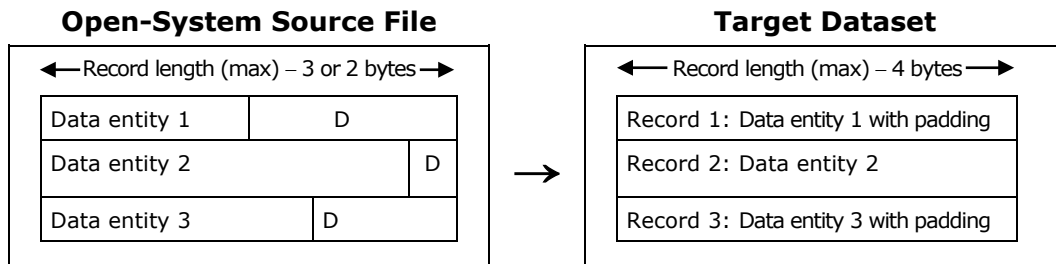 Open-System Source File
Record length (max) – 3 or 2 bytes
Data entity 1 D
Data entity 2 D
Data entity 3 D
Target Dataset
Record length (max) – 4 bytes
Record 1: Data entity 1 with padding
Record 2: Data entity 2
Record 3: Data entity 3 with padding